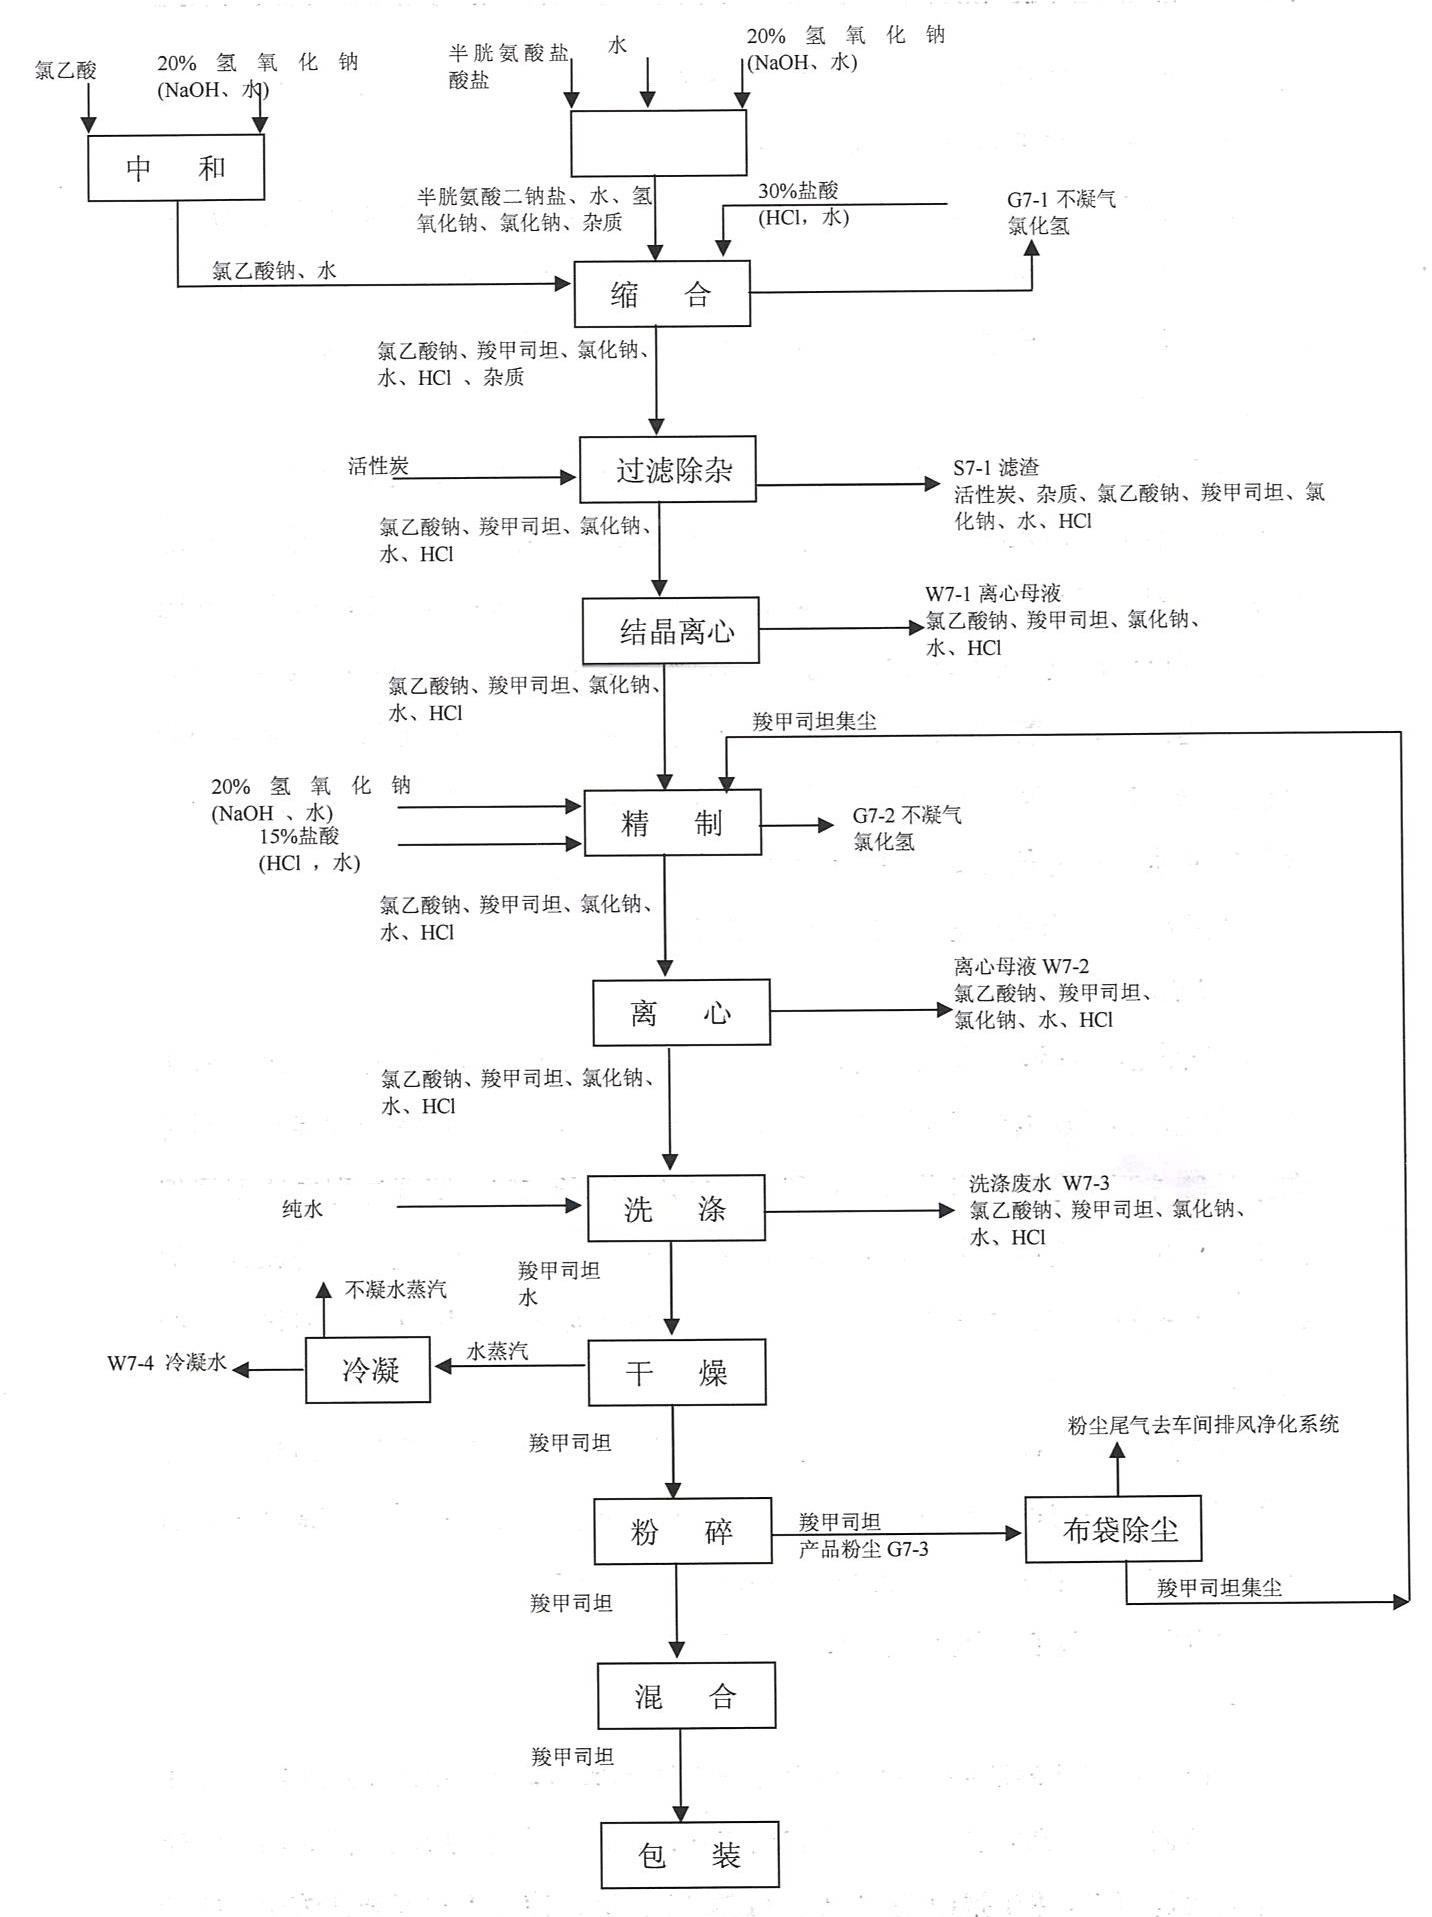 氯乙酸
20% 氢 氧 化 钠
(NaOH、水)
半胱氨酸盐
酸盐
水
20% 氢 氧 化 钠
(NaOH、水)
中 和
半胱氨酸二钠盐、水、氢
氧化钠、氯化钠、杂质
30%盐酸
(HCl，水)
G7-1 不凝气
氯化氢
氯乙酸钠、水
缩 合
氯乙酸钠、羧甲司坦、氯化钠、
水、HCl 、杂质
活性炭
过滤除杂
S7-1 滤渣
活性炭、杂质、氯乙酸钠、羧甲司坦、氯
化钠、水、HCl
氯乙酸钠、羧甲司坦、氯化钠、
水、HCl
结晶离心
W7-1 离心母液
氯乙酸钠、羧甲司坦、氯化钠、
水、HCl
氯乙酸钠、羧甲司坦、氯化钠、
水、HCl
羧甲司坦集尘
20% 氢 氧 化 钠
(NaOH 、水)
15%盐酸
(HCl ，水)
精 制
G7-2 不凝气
氯化氢
氯乙酸钠、羧甲司坦、氯化钠、
水、HCl
离 心
离心母液 W7-2
氯乙酸钠、羧甲司坦、
氯化钠、水、HCl
氯乙酸钠、羧甲司坦、氯化钠、
水、HCl
纯水
洗 涤
洗涤废水 W7-3
氯乙酸钠、羧甲司坦、氯化钠、
水、HCl
羧甲司坦
水
不凝水蒸汽
W7-4 冷凝水
冷凝
水蒸汽
干 燥
羧甲司坦
粉尘尾气去车间排风净化系统
粉 碎
羧甲司坦
产品粉尘 G7-3
布袋除尘
羧甲司坦集尘
羧甲司坦
混 合
羧甲司坦
包 装